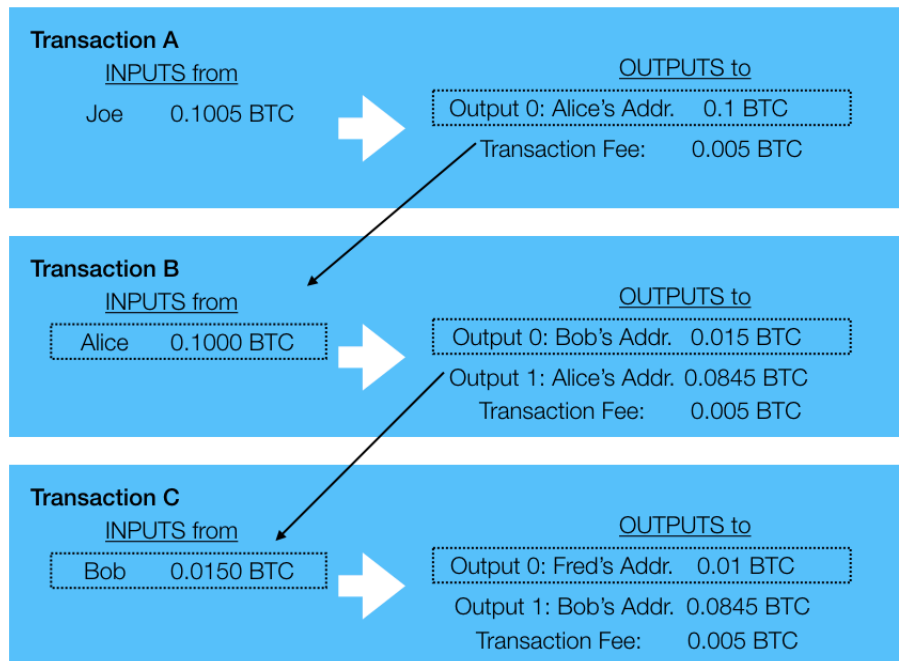 Transaction A
INPUTS from
OUTPUTS to
Joe 0.1005 BTC
Output 0: Alice's Addr. 0.1 BTC
Transaction Fee: 0.005 BTC
Transaction B
INPUTS from
OUTPUTS to
Alice 0.1000 BTC
Output 0: Bob's Addr. 0.015 BTC
Output 1: Alice's Addr. 0.0845 BTC
Transaction Fee: 0.005 BTC
Transaction C
INPUTS from
OUTPUTS to
Bob 0.0150 BTC
Output 0: Fred's Addr. 0.01 BTC
Output 1: Bob's Addr. 0.0845 BTC
Transaction Fee: 0.005 BTC